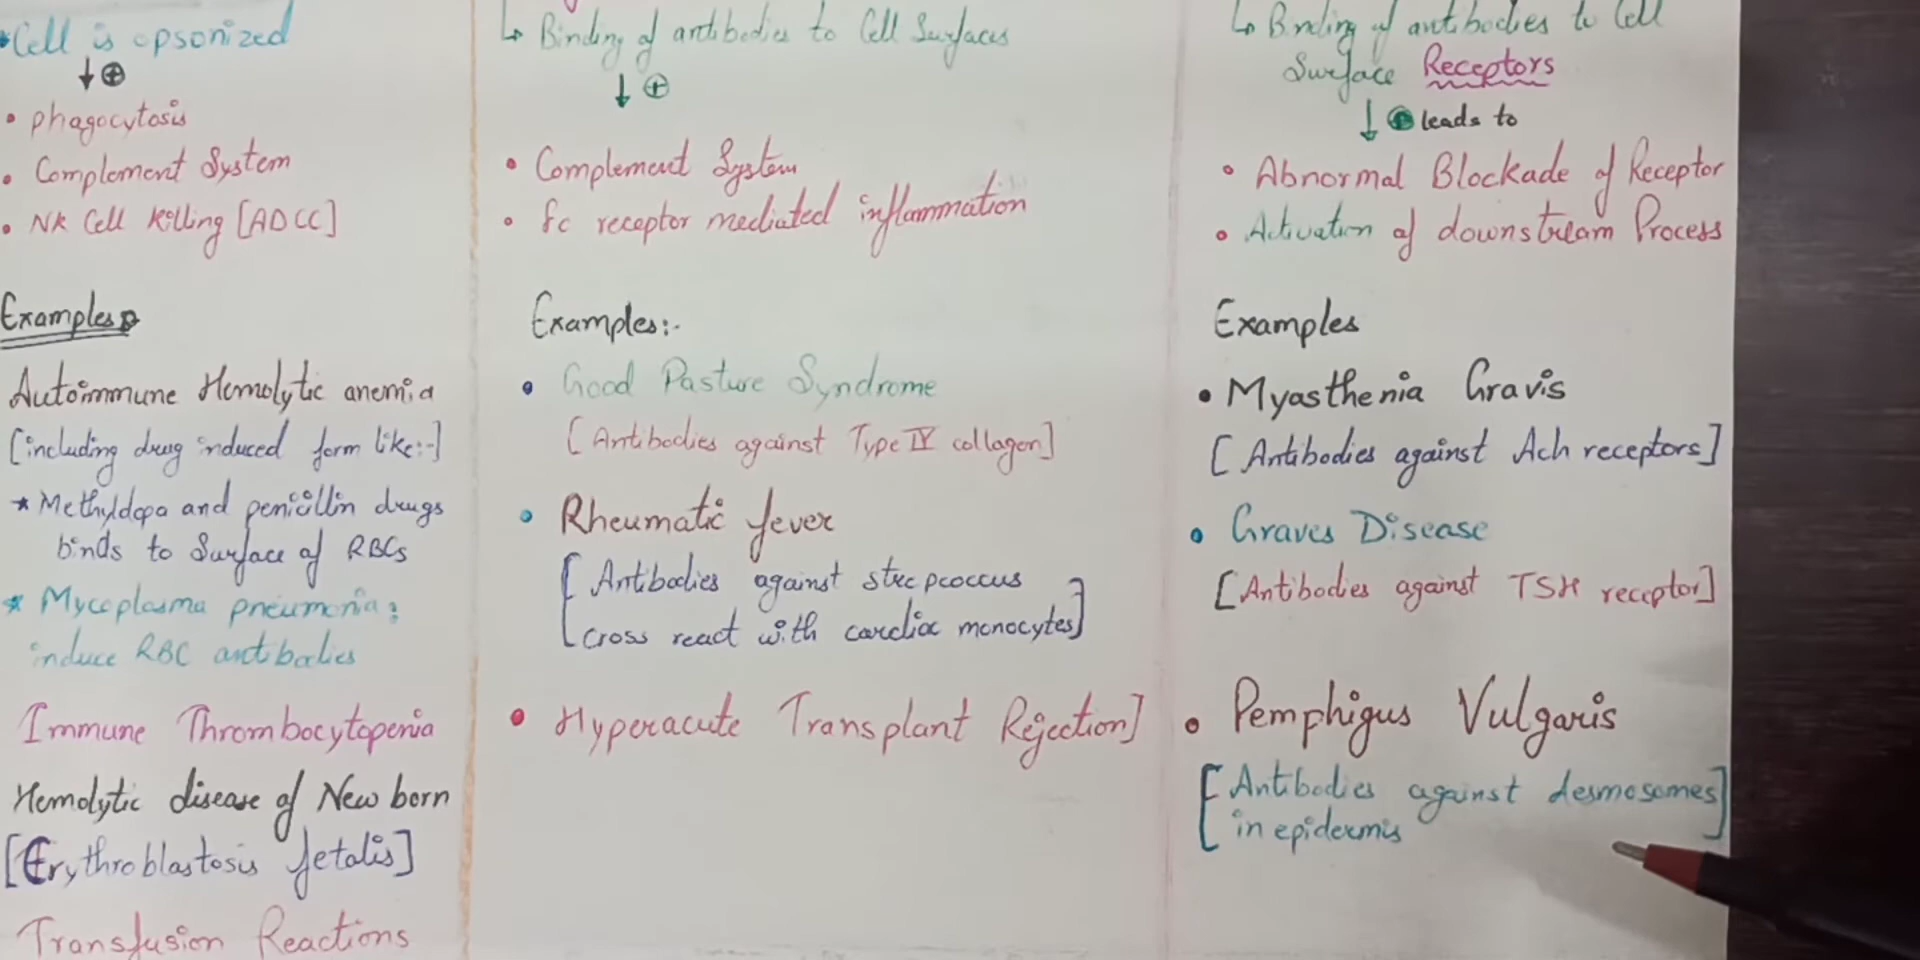 *Cell is opsonized
↓ ⊕
• phagocytosis
• Complement System
• NK Cell killing [ADCC]
Examples
Autoimmune Hemolytic anemia
[including drug induced form like:-]
* Methyldopa and penicillin drugs
binds to Surface of RBCs
* Mycoplasma pneumonia:
induce RBC antibodies
Immune Thrombocytopenia
Hemolytic disease of New born
[Erythroblastosis fetalis]
Transfusion Reactions
↳ Binding of antibodies to Cell Surfaces
↓ ⊕
• Complement System
• fc receptor mediated inflammation
Examples:-
• Good Pasture Syndrome
[Antibodies against Type IV collagen]
• Rheumatic fever
[Antibodies against strepcoccus
cross react with cardiac monocytes]
• Hyperacute Transplant Rejection]
↳ Binding of antibodies to Cell
Surface Receptors
↓ leads to
• Abnormal Blockade of Receptor
• Activation of downstream Process
Examples
• Myasthenia Gravis
[Antibodies against Ach receptors]
• Graves Disease
[Antibodies against TSH receptor]
• Pemphigus Vulgaris
[Antibodies against desmosomes
in epidermis]